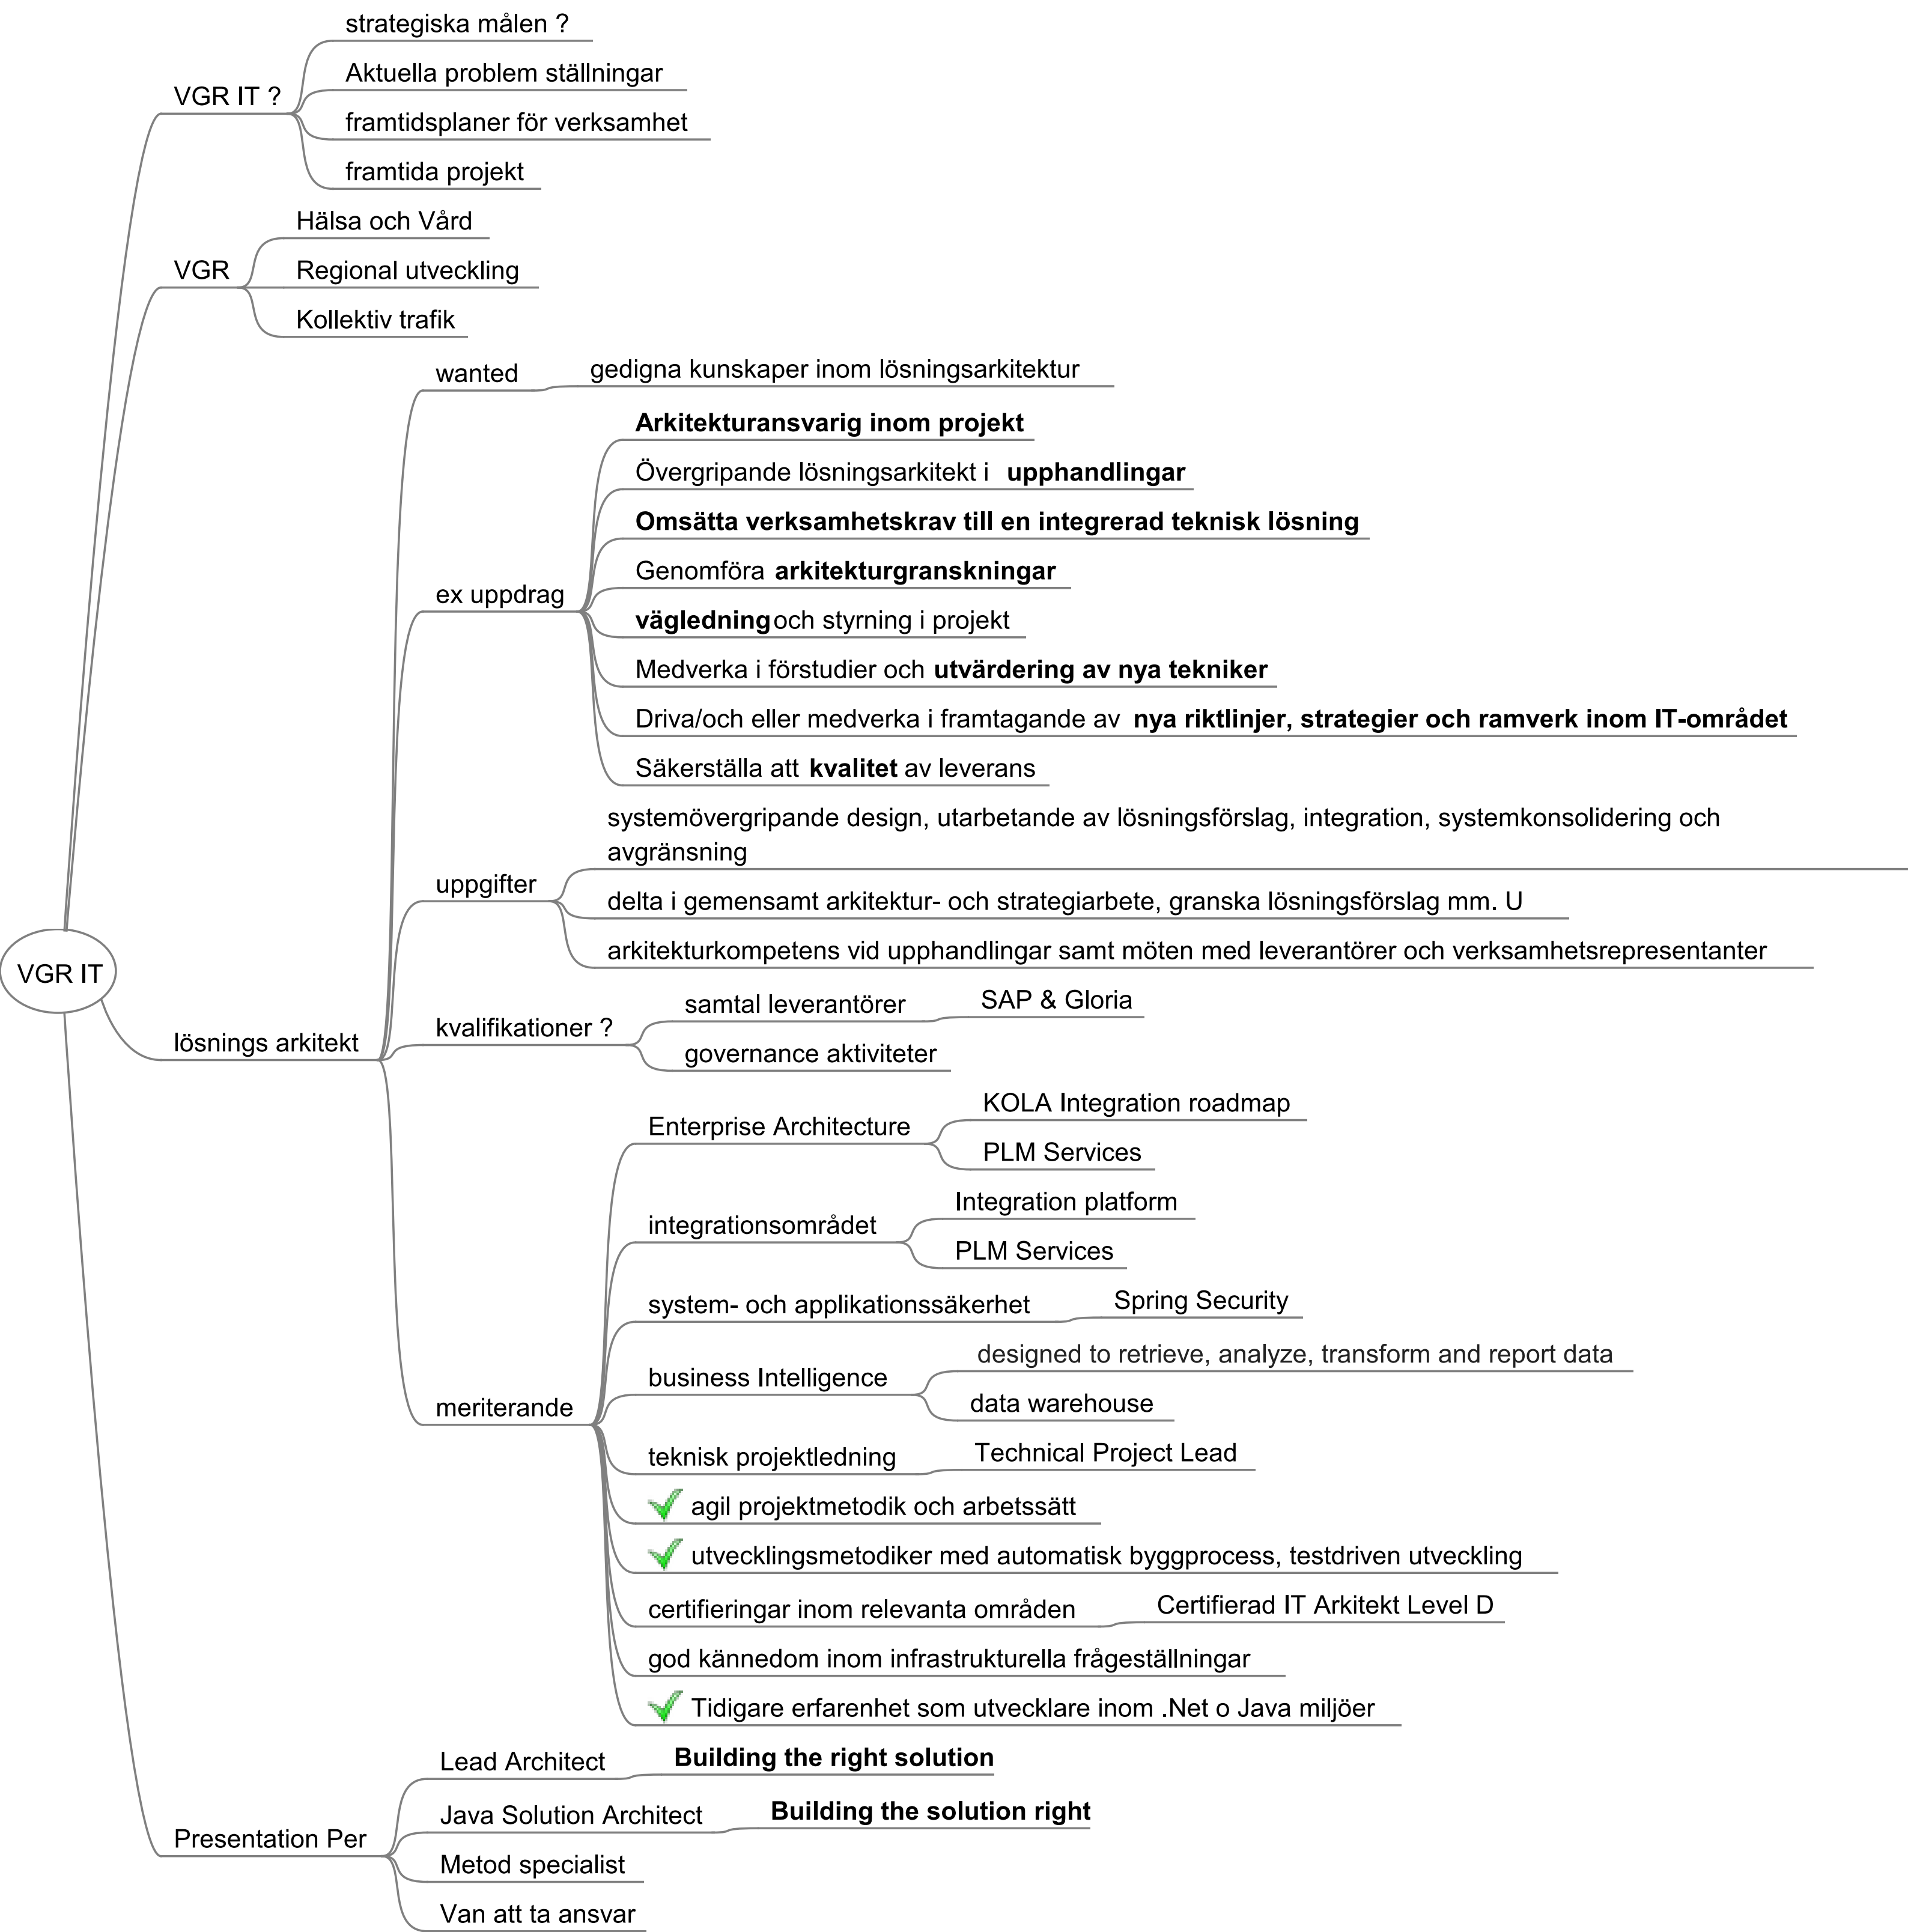 strategiska målen ?
Aktuella problem ställningar
VGR IT ?
framtidsplaner för verksamhet
framtida projekt
Hälsa och Vård
VGR
Regional utveckling
Kollektiv trafik
wanted
gedigna kunskaper inom lösningsarkitektur
Arkitekturansvarig inom projekt
Övergripande lösningsarkitekt i upphandlingar
Omsätta verksamhetskrav till en integrerad teknisk lösning
ex uppdrag
Genomföra arkitekturgranskningar
vägledning och styrning i projekt
Medverka i förstudier och utvärdering av nya tekniker
Driva/och eller medverka i framtagande av nya riktlinjer, strategier och ramverk inom IT-området
Säkerställa att kvalitet av leverans
systemövergripande design, utarbetande av lösningsförslag, integration, systemkonsolidering och
avgränsning
uppgifter
delta i gemensamt arkitektur- och strategiarbete, granska lösningsförslag mm. U
arkitekturkompetens vid upphandlingar samt möten med leverantörer och verksamhetsrepresentanter
VGR IT
lösnings arkitekt
kvalifikationer ?
samtal leverantörer
SAP & Gloria
governance aktiviteter
Enterprise Architecture
KOLA Integration roadmap
PLM Services
integrationsområdet
Integration platform
PLM Services
system- och applikationssäkerhet
Spring Security
business Intelligence
designed to retrieve, analyze, transform and report data
data warehouse
meriterande
teknisk projektledning
Technical Project Lead
agil projektmetodik och arbetssätt
utvecklingsmetodiker med automatisk byggprocess, testdriven utveckling
certifieringar inom relevanta områden
Certifierad IT Arkitekt Level D
god kännedom inom infrastrukturella frågeställningar
Tidigare erfarenhet som utvecklare inom .Net o Java miljöer
Lead Architect
Building the right solution
Java Solution Architect
Building the solution right
Presentation Per
Metod specialist
Van att ta ansvar